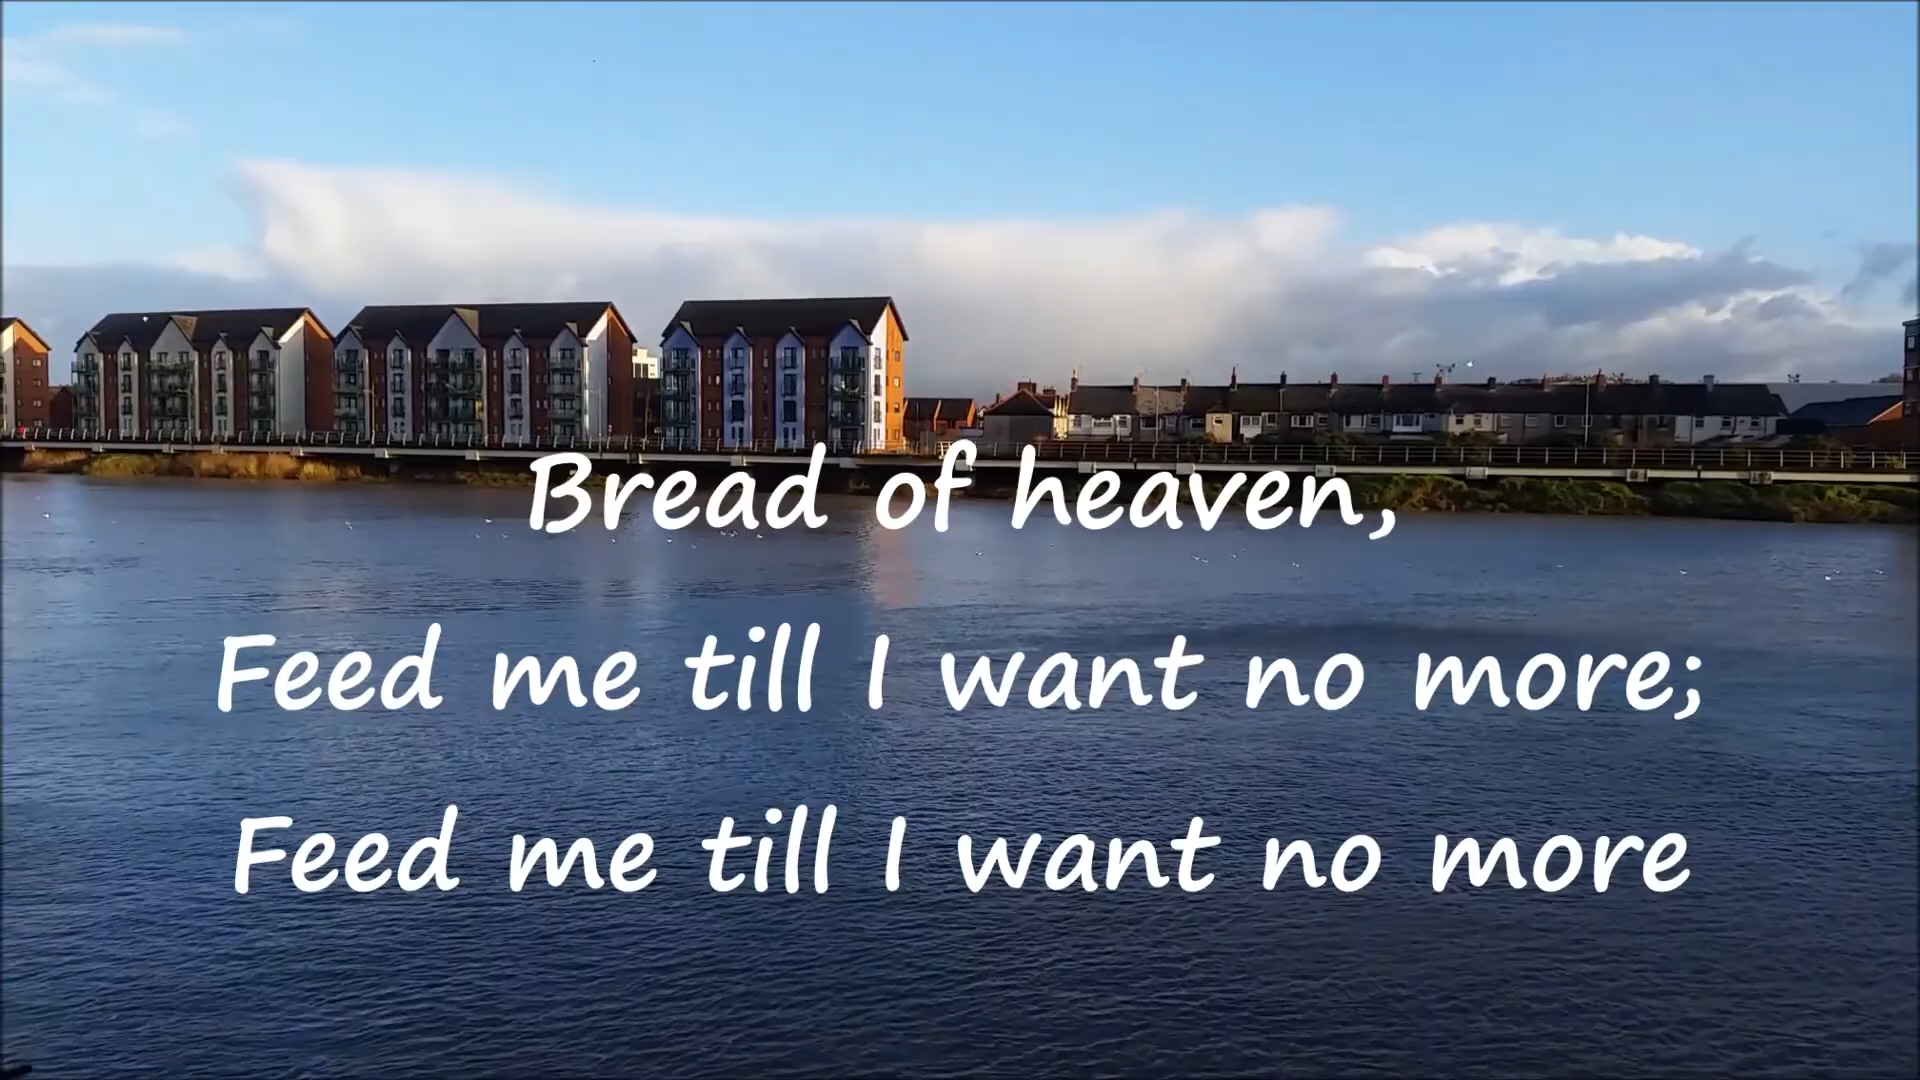 Bread of heaven,
Feed me till I want no more;
Feed me till I want no more